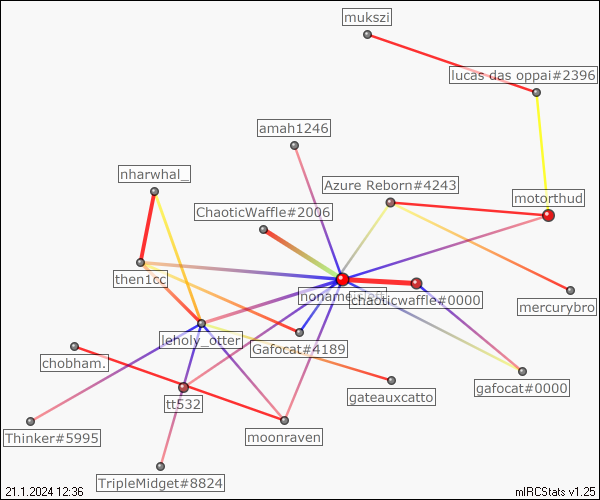 mukszi
lucas das oppai#2396
amah1246
nharwhal_
Azure Reborn#4243
motorthud
ChaoticWaffle#2006
then1cc
chaoticwaffle#0000
mercurybro
leholy_otter
Gafocat#4189
chobham.
gateauxcatto
gafocat#0000
tt532
Thinker#5995
moonraven
TripleMidget#8824
21.1.2024 12:36
mIRCStats v1.25